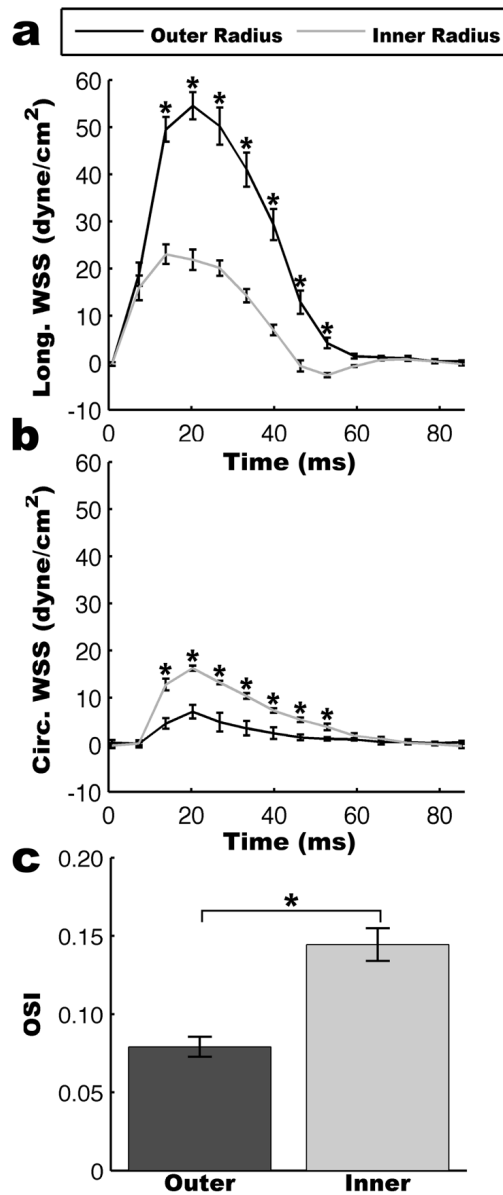 a
Outer Radius Inner Radius
Long. WSS (dyne/cm²)
60
50
40
30
20
10
0
-10
* * * * * * *
0 20 40 60 80
Time (ms)
b
Circ. WSS (dyne/cm²)
60
50
40
30
20
10
0
-10
* * * * * * *
0 20 40 60 80
Time (ms)
c
OSI
0.20
0.15
0.10
0.05
0
*
Outer Inner